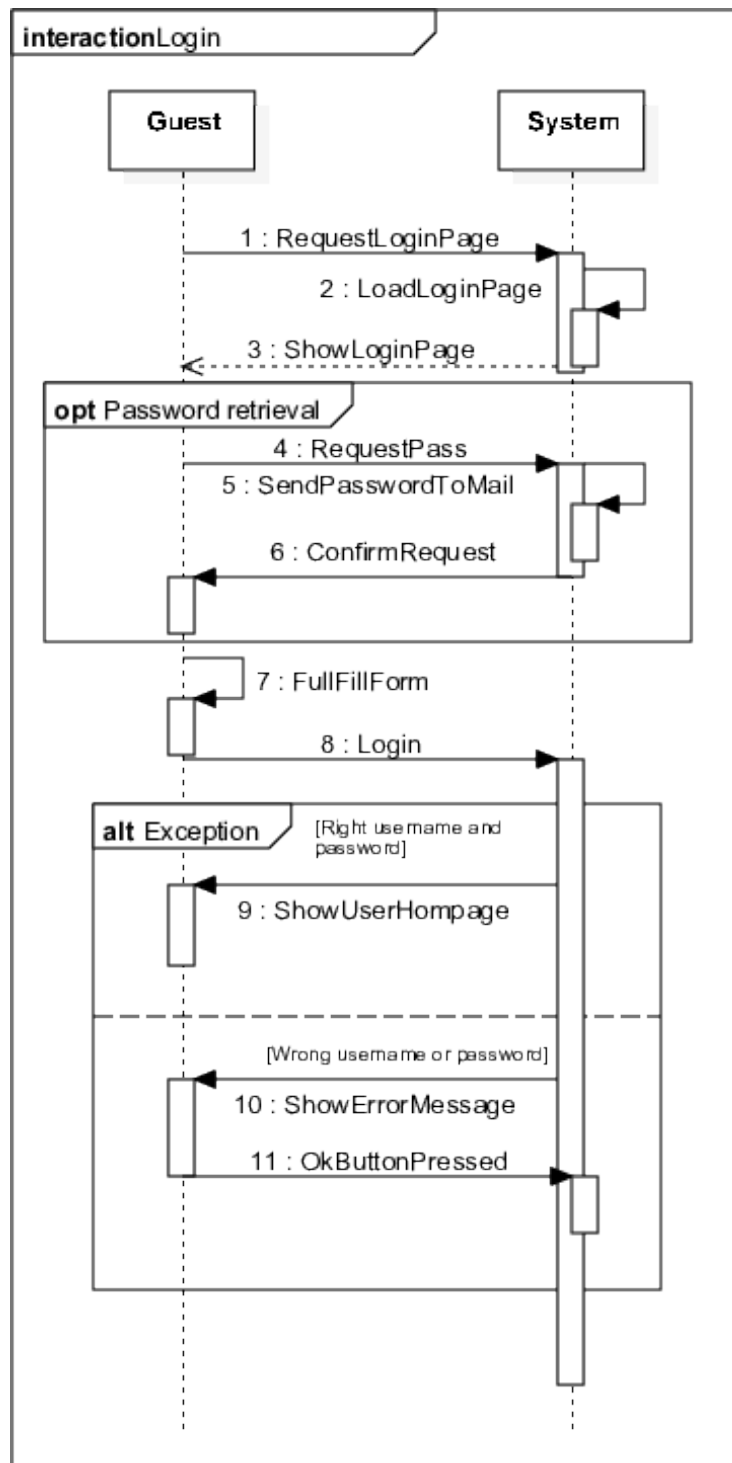 interactionLogin
Guest
System
1 : RequestLoginPage
2 : LoadLoginPage
3 : ShowLoginPage
opt Password retrieval
4 : RequestPass
5 : SendPasswordToMail
6 : ConfirmRequest
7 : FullFillForm
8 : Login
alt Exception
[Right username and
password]
9 : ShowUserHompage
[Wrong username or password]
10 : ShowErrorMessage
11 : OkButtonPressed